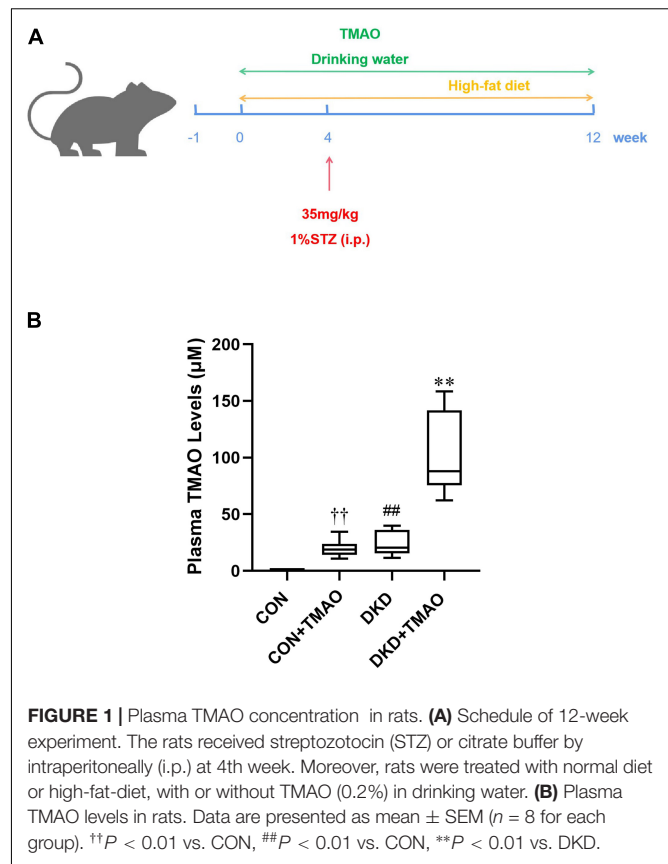 A
TMAO
Drinking water
High-fat diet
-1 0 4 12 week
35mg/kg
1%STZ (i.p.)
B
Plasma TMAO Levels (μM)
200
150
100
50
0
**
†† ##
CON CON+TMAO DKD DKD+TMAO
FIGURE 1 | Plasma TMAO concentration in rats. (A) Schedule of 12-week
experiment. The rats received streptozotocin (STZ) or citrate buffer by
intraperitoneally (i.p.) at 4th week. Moreover, rats were treated with normal diet
or high-fat-diet, with or without TMAO (0.2%) in drinking water. (B) Plasma
TMAO levels in rats. Data are presented as mean ± SEM (n = 8 for each
group). ††P < 0.01 vs. CON, ##P < 0.01 vs. CON, **P < 0.01 vs. DKD.